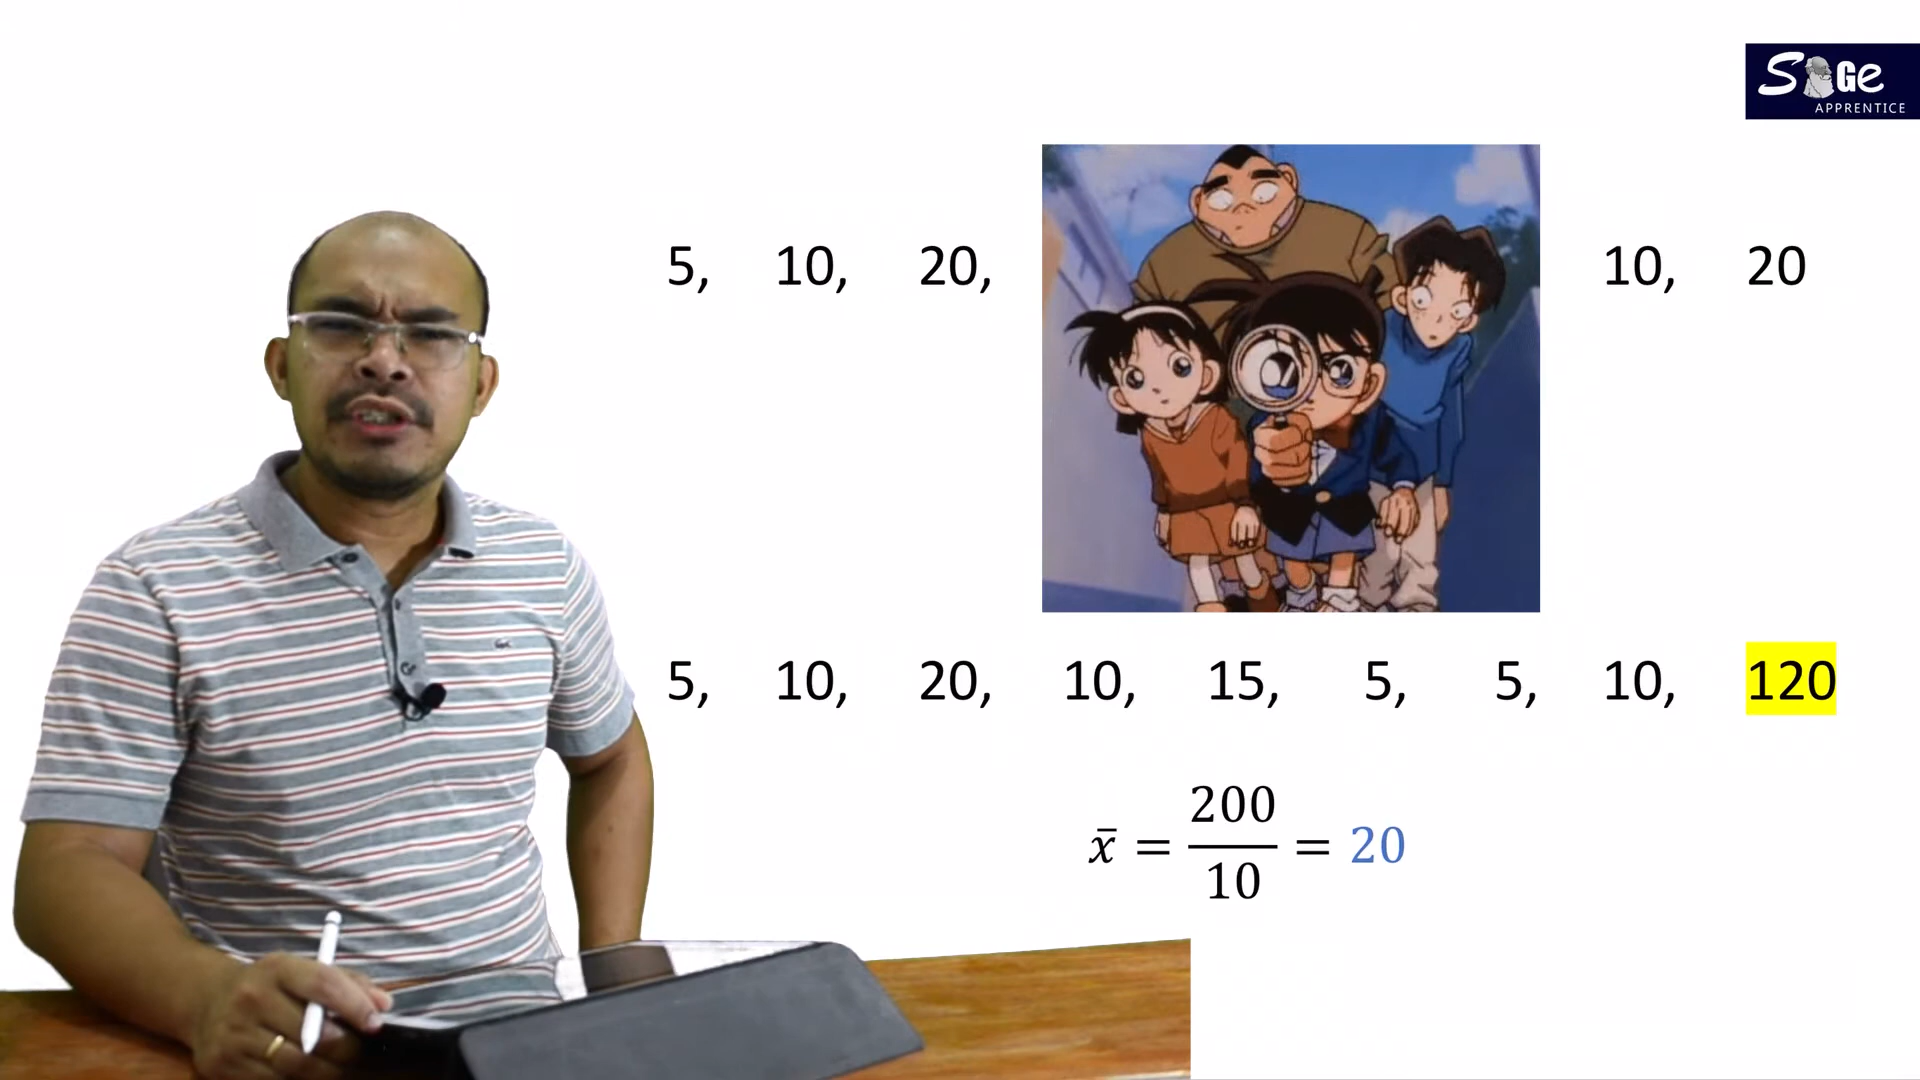 SAGe
APPRENTICE
5, 10, 20, 10, 20
5, 10, 20, 10, 15, 5, 5, 10, 120
x̄ = 200/10 = 20